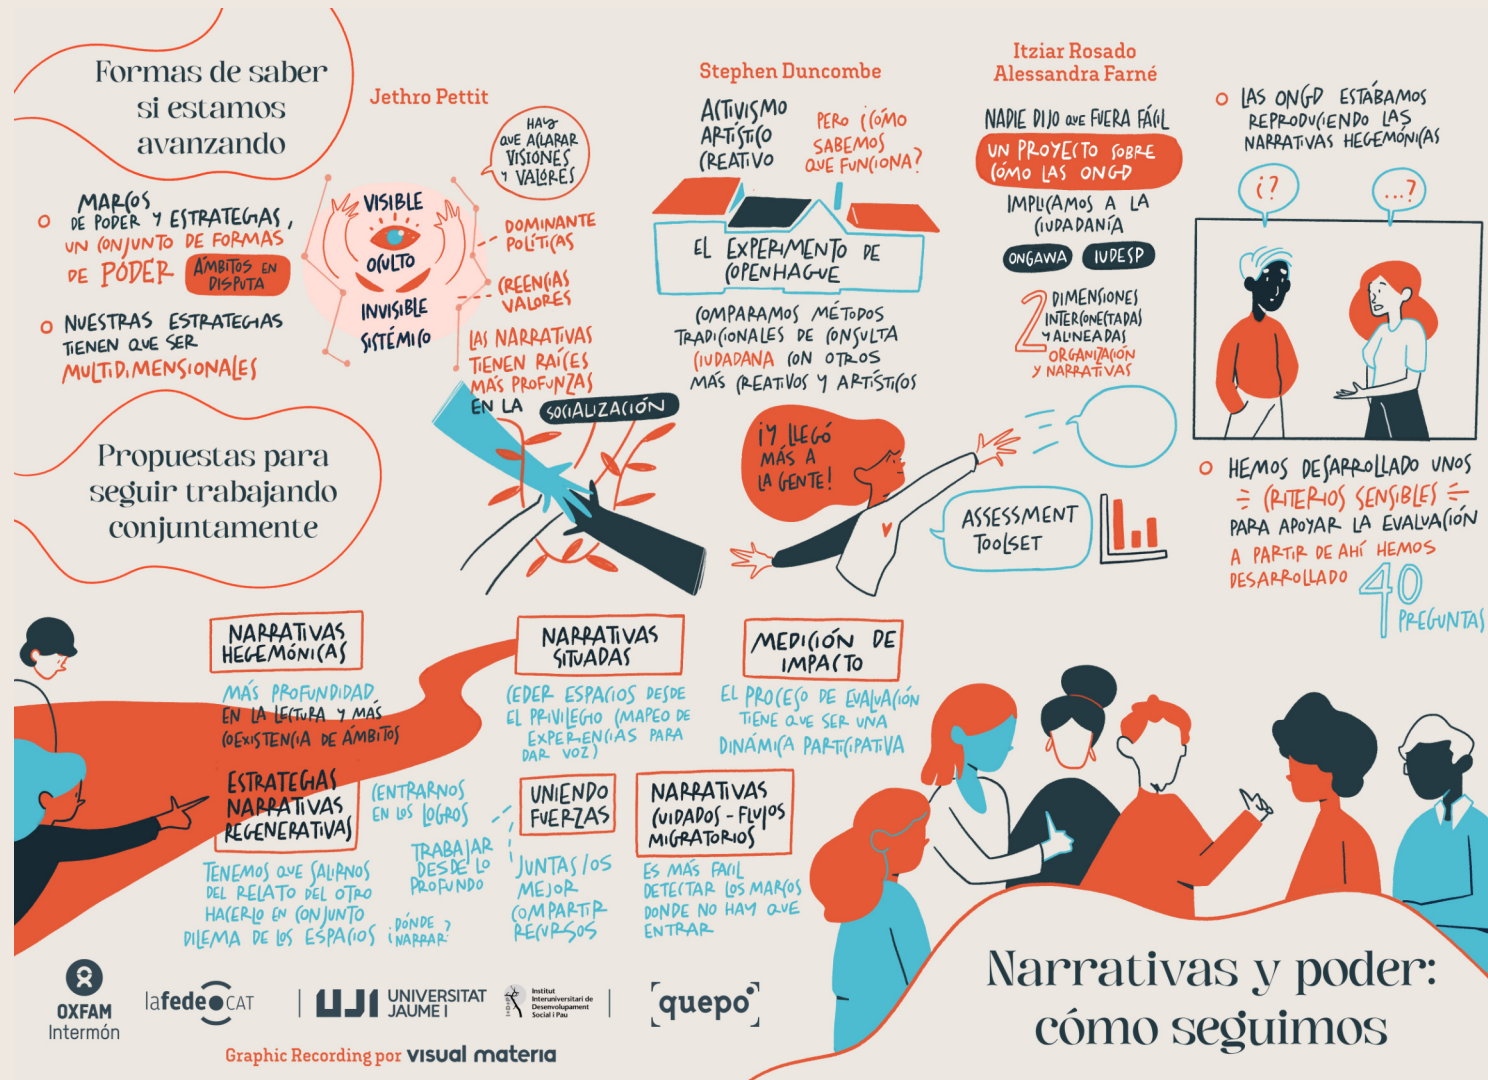 Formas de saber
si estamos
avanzando
MARCOS
DE PODER Y ESTRATEGIAS,
UN CONJUNTO DE FORMAS
DE PODER
ÁMBITOS EN
DISPUTA
NUESTRAS ESTRATEGIAS
TIENEN QUE SER
MULTIDIMENSIONALES
Jethro Pettit
HAY
QUE ACLARAR
VISIONES
Y VALORES
VISIBLE
OCULTO
INVISIBLE
SISTÉMICO
DOMINANTE
POLÍTICAS
CREENCIAS
VALORES
LAS NARRATIVAS
TIENEN RAÍCES
MÁS PROFUNZAS
EN LA SOCIALIZACIÓN
Stephen Duncombe
ACTIVISMO
ARTÍSTICO
CREATIVO
PERO ¿CÓMO
SABEMOS
QUE FUNCIONA?
EL EXPERIMENTO DE
COPENHAGUE
COMPARAMOS MÉTODOS
TRADICIONALES DE CONSULTA
CIUDADANA CON OTROS
MÁS CREATIVOS Y ARTÍSTICOS
¡Y LLEGÓ
MÁS A
LA GENTE!
Itziar Rosado
Alessandra Farné
NADIE DIJO QUE FUERA FÁCIL
UN PROYECTO SOBRE
CÓMO LAS ONGD
IMPLICAMOS A LA
CIUDADANÍA
ONGAWA
IUDESP
2 DIMENSIONES
INTERCONECTADAS
Y ALINEADAS
ORGANIZACIÓN
Y NARRATIVAS
ASSESSMENT
TOOLSET
LAS ONGD ESTÁBAMOS
REPRODUCIENDO LAS
NARRATIVAS HEGEMÓNICAS
¿?
...?
HEMOS DESARROLLADO UNOS
CRITERIOS SENSIBLES
PARA APOYAR LA EVALUACIÓN
A PARTIR DE AHÍ HEMOS
DESARROLLADO 40
PREGUNTAS
Propuestas para
seguir trabajando
conjuntamente
NARRATIVAS
HEGEMÓNICAS
MÁS PROFUNDIDAD
EN LA LECTURA Y MÁS
COEXISTENCIA DE ÁMBITOS
NARRATIVAS
SITUADAS
CEDER ESPACIOS DESDE
EL PRIVILEGIO (MAPEO DE
EXPERIENCIAS PARA
DAR VOZ)
MEDICIÓN DE
IMPACTO
EL PROCESO DE EVALUACIÓN
TIENE QUE SER UNA
DINÁMICA PARTICIPATIVA
ESTRATEGIAS
NARRATIVAS
REGENERATIVAS
CENTRARNOS
EN LOS LOGROS
TENEMOS QUE SALIRNOS
DEL RELATO DEL OTRO
HACERLO EN CONJUNTO
DILEMA DE LOS ESPACIOS
¿DÓNDE
NARRAR?
TRABAJAR
DESDE LO
PROFUNDO
UNIENDO
FUERZAS
JUNTAS/OS
MEJOR
COMPARTIR
RECURSOS
NARRATIVAS
CUIDADOS - FLUJOS
MIGRATORIOS
ES MÁS FACIL
DETECTAR LOS MARCOS
DONDE NO HAY QUE
ENTRAR
Narrativas y poder:
cómo seguimos
OXFAM
Intermón
lafede CAT
UJI UNIVERSITAT
JAUME I
Institut
Interuniversitari de
Desenvolupament
Social i Pau
quepo
Graphic Recording por visual materia